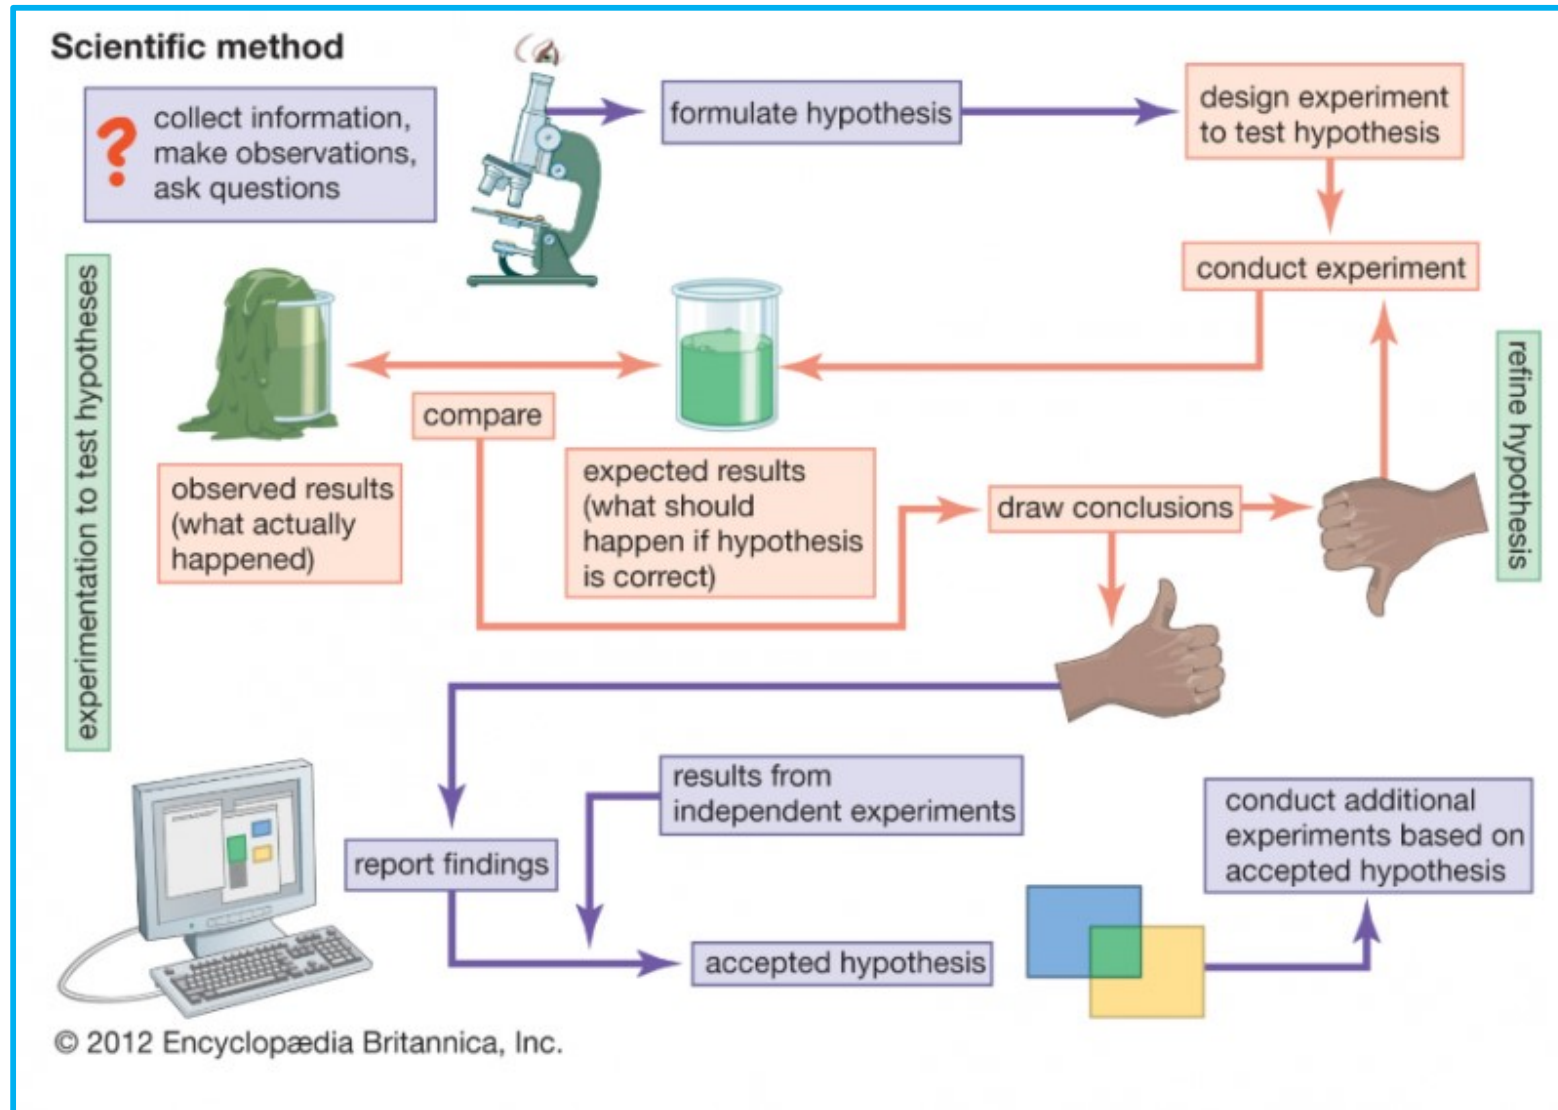 Scientific method
collect information,
make observations,
ask questions
formulate hypothesis
design experiment
to test hypothesis
conduct experiment
experimentation to test hypotheses
refine hypothesis
compare
observed results
(what actually
happened)
expected results
(what should
happen if hypothesis
is correct)
draw conclusions
results from
independent experiments
conduct additional
experiments based on
accepted hypothesis
report findings
accepted hypothesis
© 2012 Encyclopædia Britannica, Inc.